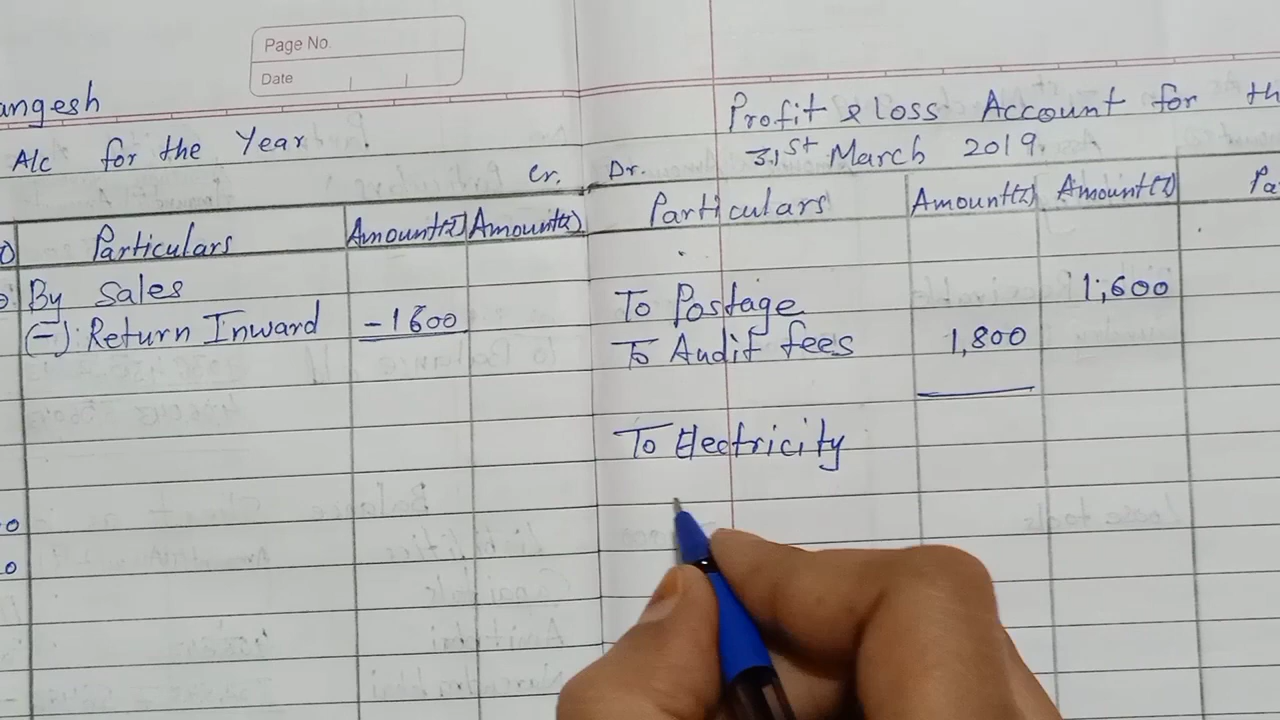 Page No.
Date
angesh
A/c for the Year
Cr.
Particulars Amount(₹) Amount(₹)
By Sales
(-) Return Inward -1600
Profit & loss Account for th
31st March 2019.
Dr.
Particulars Amount(₹) Amount(₹) Pa
To Postage 1,600
To Audit fees 1,800
To Electricity